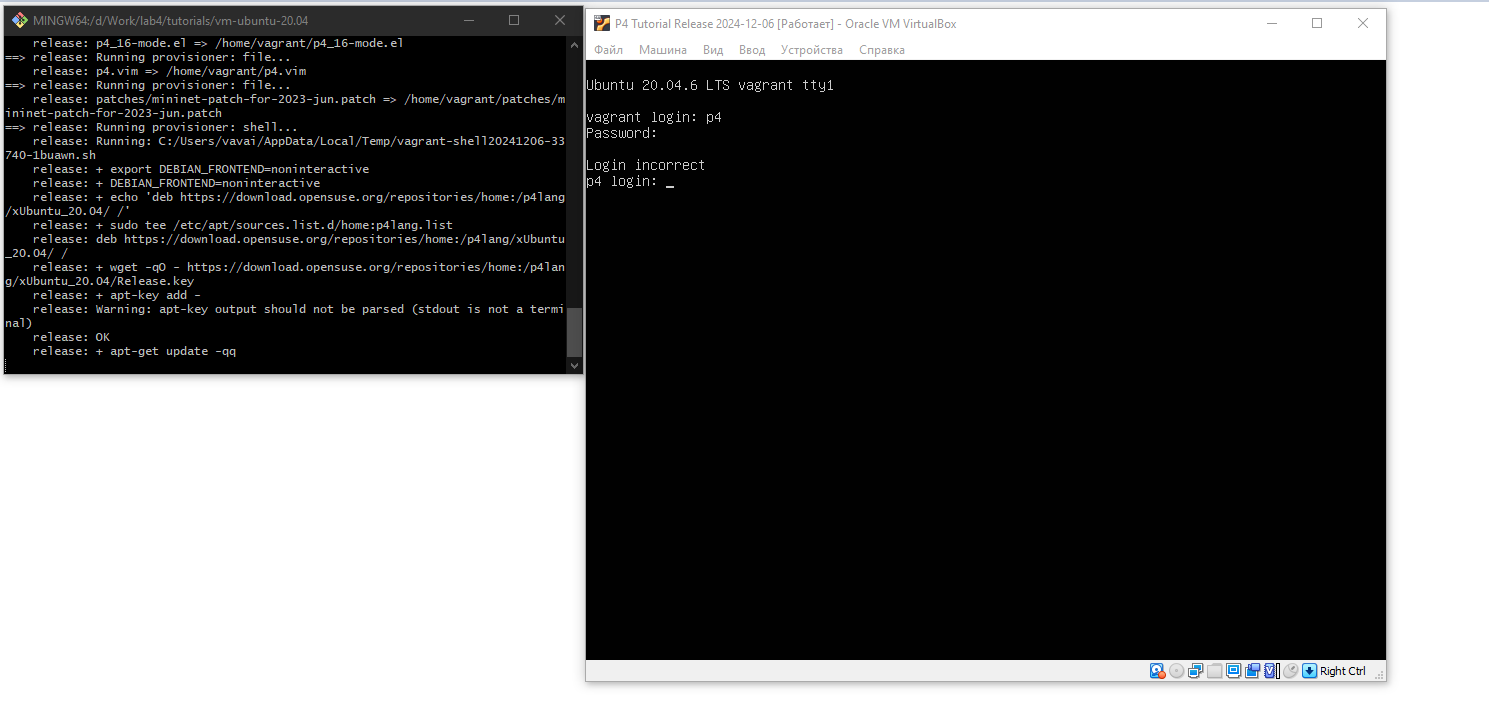 MINGW64:/d/Work/lab4/tutorials/vm-ubuntu-20.04
    release: p4_16-mode.el => /home/vagrant/p4_16-mode.el
==> release: Running provisioner: file...
    release: p4.vim => /home/vagrant/p4.vim
==> release: Running provisioner: file...
    release: patches/mininet-patch-for-2023-jun.patch => /home/vagrant/patches/m
ininet-patch-for-2023-jun.patch
==> release: Running provisioner: shell...
    release: Running: C:/Users/vavai/AppData/Local/Temp/vagrant-shell20241206-33
740-1buawn.sh
    release: + export DEBIAN_FRONTEND=noninteractive
    release: + DEBIAN_FRONTEND=noninteractive
    release: + echo 'deb https://download.opensuse.org/repositories/home:/p4lang
/xUbuntu_20.04/ /'
    release: + sudo tee /etc/apt/sources.list.d/home:p4lang.list
    release: deb https://download.opensuse.org/repositories/home:/p4lang/xUbuntu
_20.04/ /
    release: + wget -qO - https://download.opensuse.org/repositories/home:/p4lan
g/xUbuntu_20.04/Release.key
    release: + apt-key add -
    release: Warning: apt-key output should not be parsed (stdout is not a termi
nal)
    release: OK
    release: + apt-get update -qq
P4 Tutorial Release 2024-12-06 [Работает] - Oracle VM VirtualBox
Файл Машина Вид Ввод Устройства Справка
Ubuntu 20.04.6 LTS vagrant tty1
vagrant login: p4
Password:
Login incorrect
p4 login: _
Right Ctrl